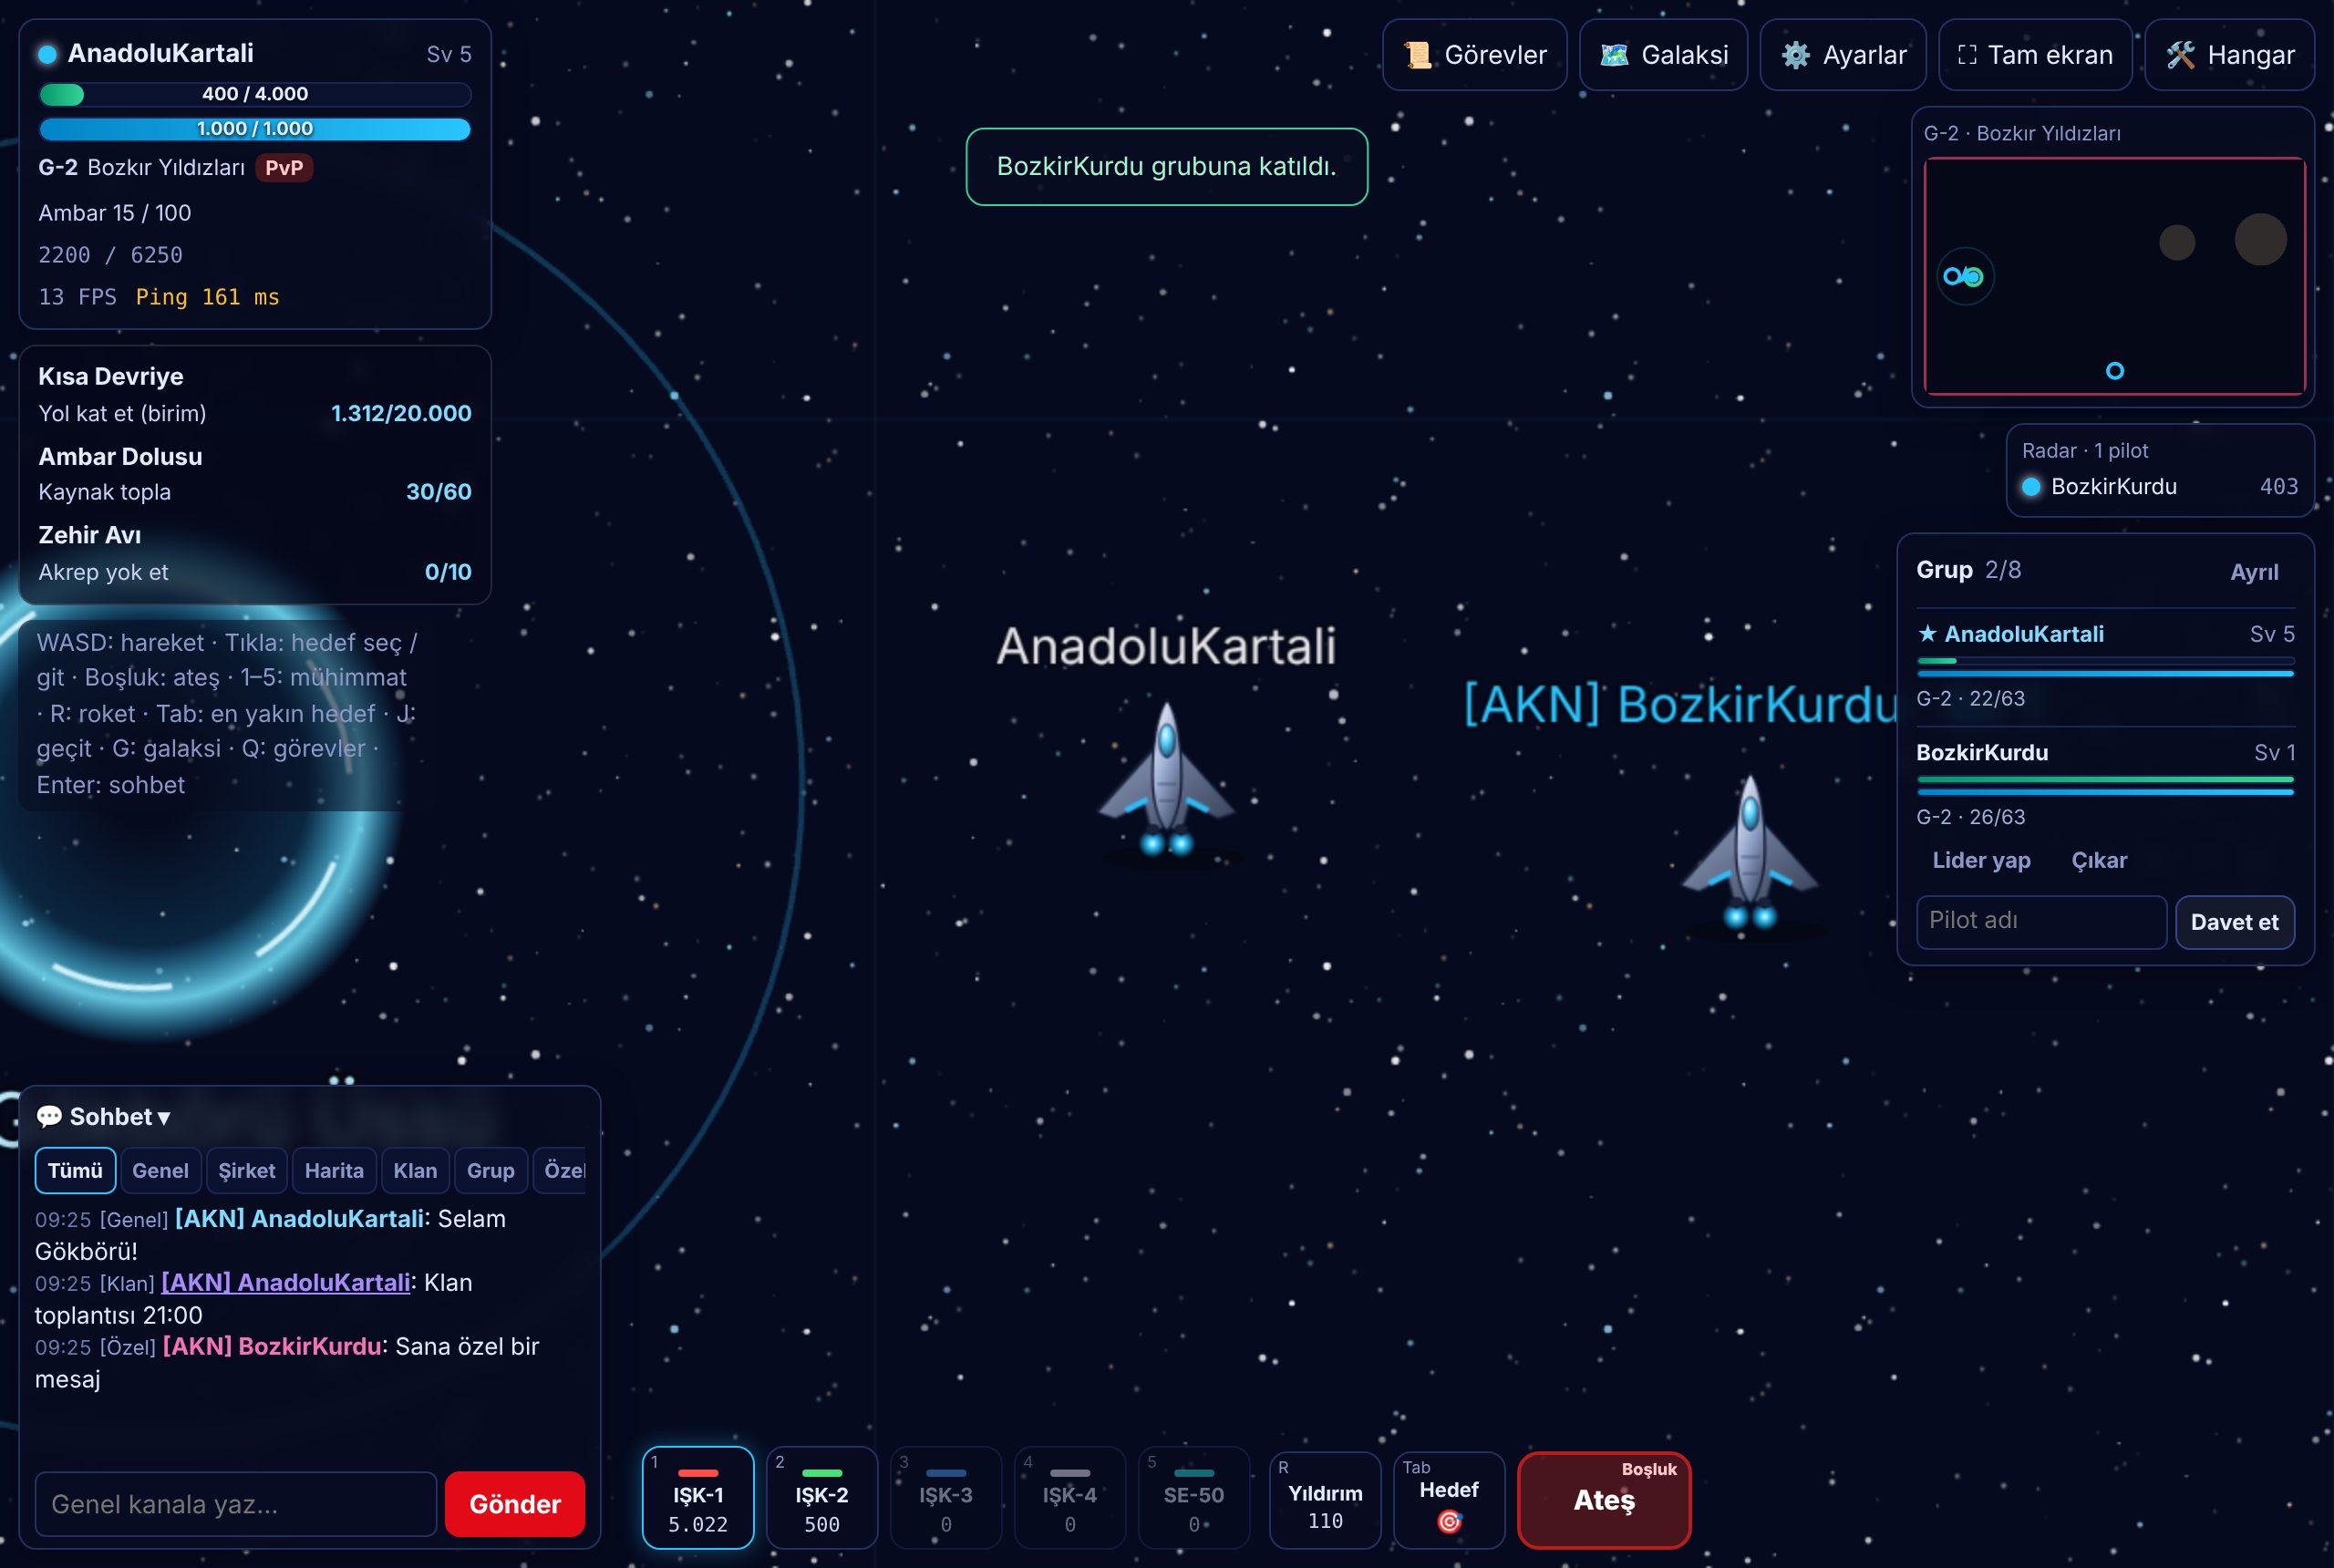 AnadoluKartali Sv 5
400 / 4.000
1.000 / 1.000
G-2 Bozkır Yıldızları PvP
Ambar 15 / 100
2200 / 6250
13 FPS Ping 161 ms
Kısa Devriye
Yol kat et (birim) 1.312/20.000
Ambar Dolusu
Kaynak topla 30/60
Zehir Avı
Akrep yok et 0/10
WASD: hareket · Tıkla: hedef seç /
git · Boşluk: ateş · 1–5: mühimmat
· R: roket · Tab: en yakın hedef · J:
geçit · G: galaksi · Q: görevler ·
Enter: sohbet
Görevler
Galaksi
Ayarlar
Tam ekran
Hangar
BozkirKurdu grubuna katıldı.
G-2 · Bozkır Yıldızları
Radar · 1 pilot
BozkirKurdu 403
Grup 2/8 Ayrıl
★ AnadoluKartali Sv 5
G-2 · 22/63
BozkirKurdu Sv 1
G-2 · 26/63
Lider yap Çıkar
Pilot adı Davet et
AnadoluKartali
[AKN] BozkirKurdu
Sohbet ▾
Tümü Genel Şirket Harita Klan Grup Özel
09:25 [Genel] [AKN] AnadoluKartali: Selam
Gökbörü!
09:25 [Klan] [AKN] AnadoluKartali: Klan
toplantısı 21:00
09:25 [Özel] [AKN] BozkirKurdu: Sana özel bir
mesaj
Genel kanala yaz... Gönder
1 IŞK-1 5.022
2 IŞK-2 500
3 IŞK-3 0
4 IŞK-4 0
5 SE-50 0
R Yıldırım 110
Tab Hedef
Boşluk Ateş